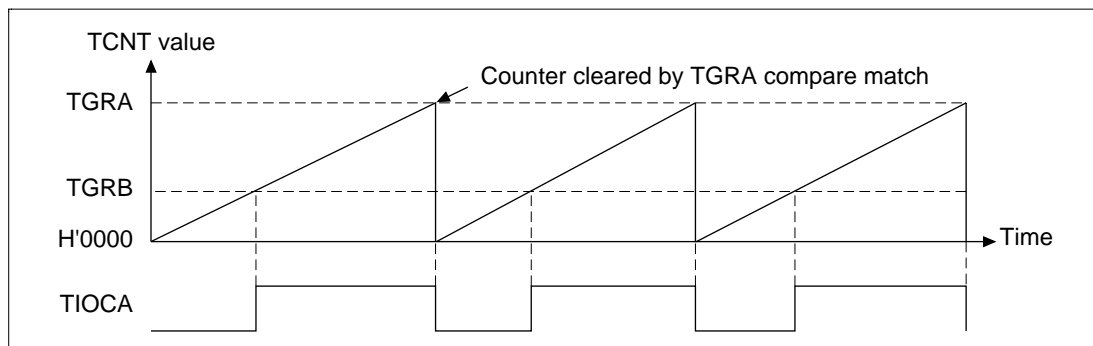 TCNT value
Counter cleared by TGRA compare match
TGRA
TGRB
H'0000
Time
TIOCA